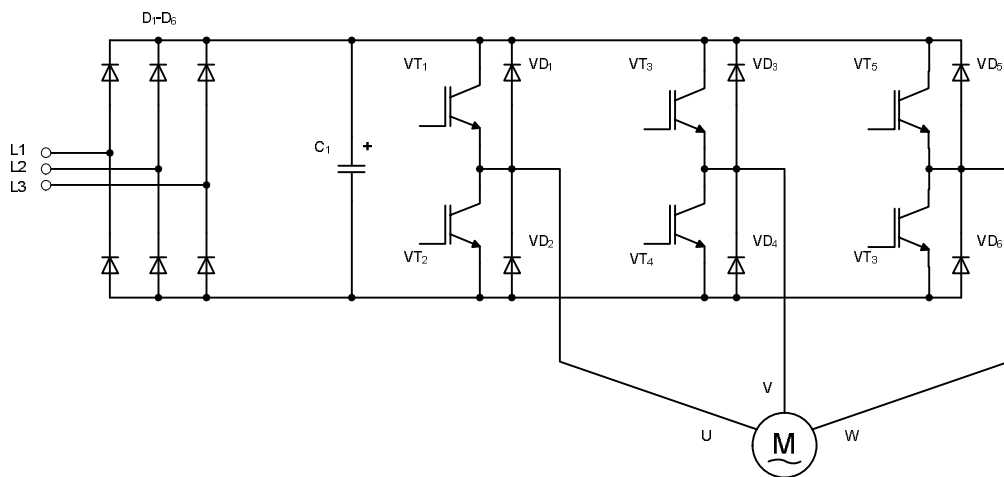 D1-D6
VT1
VD1
VT3
VD3
VT5
VD5
L1
L2
L3
C1 +
VT2
VD2
VT4
VD4
VT3
VD6
V
U
W
M